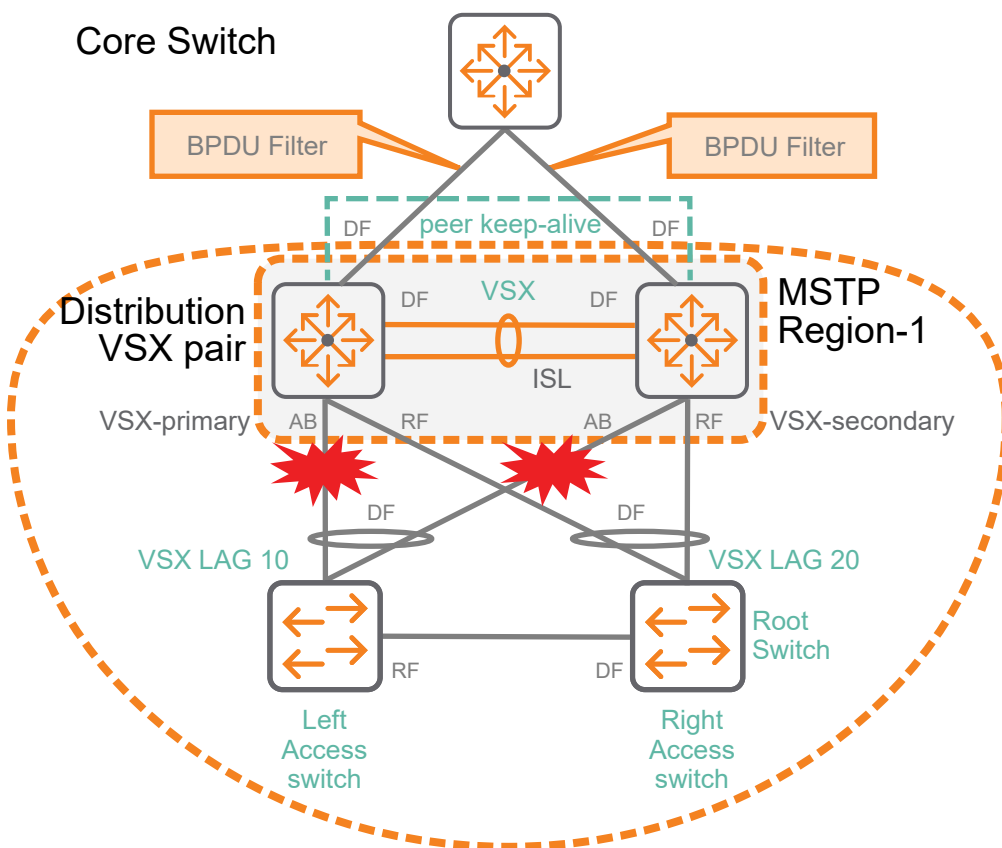 Core Switch
BPDU Filter
BPDU Filter
peer keep-alive
DF
DF
Distribution
VSX pair
DF
VSX
DF
MSTP
Region-1
ISL
VSX-primary
AB
RF
AB
RF
VSX-secondary
DF
DF
VSX LAG 10
VSX LAG 20
Root
Switch
RF
DF
Left
Access
switch
Right
Access
switch